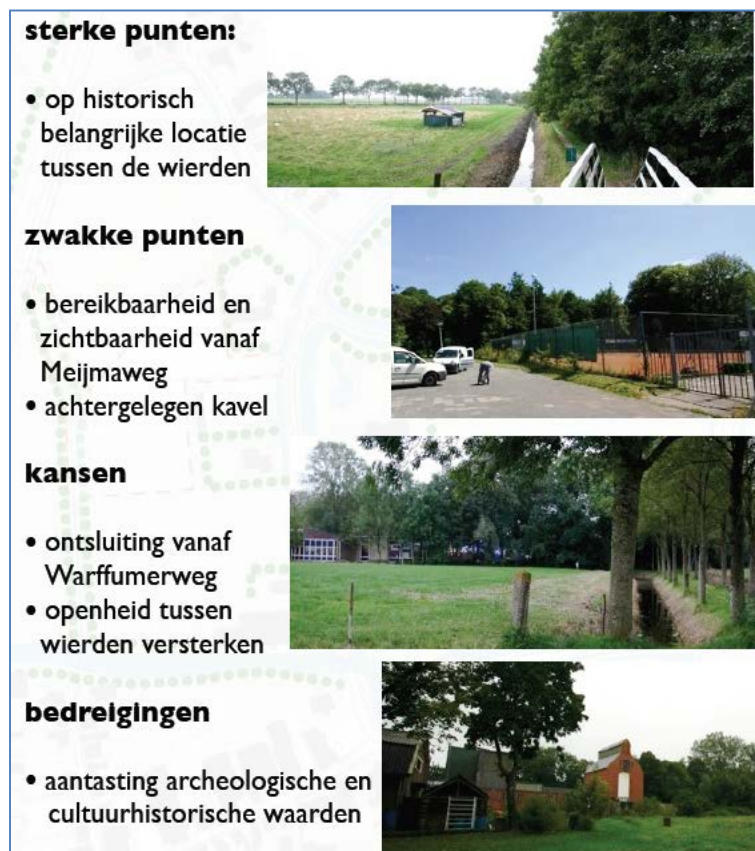 sterke punten:
• op historisch
belangrijke locatie
tussen de wierden
zwakke punten
• bereikbaarheid en
zichtbaarheid vanaf
Meijmaweg
• achtergelegen kavel
kansen
• ontsluiting vanaf
Warffumerweg
• openheid tussen
wierden versterken
bedreigingen
• aantasting archeologische en
cultuurhistorische waarden